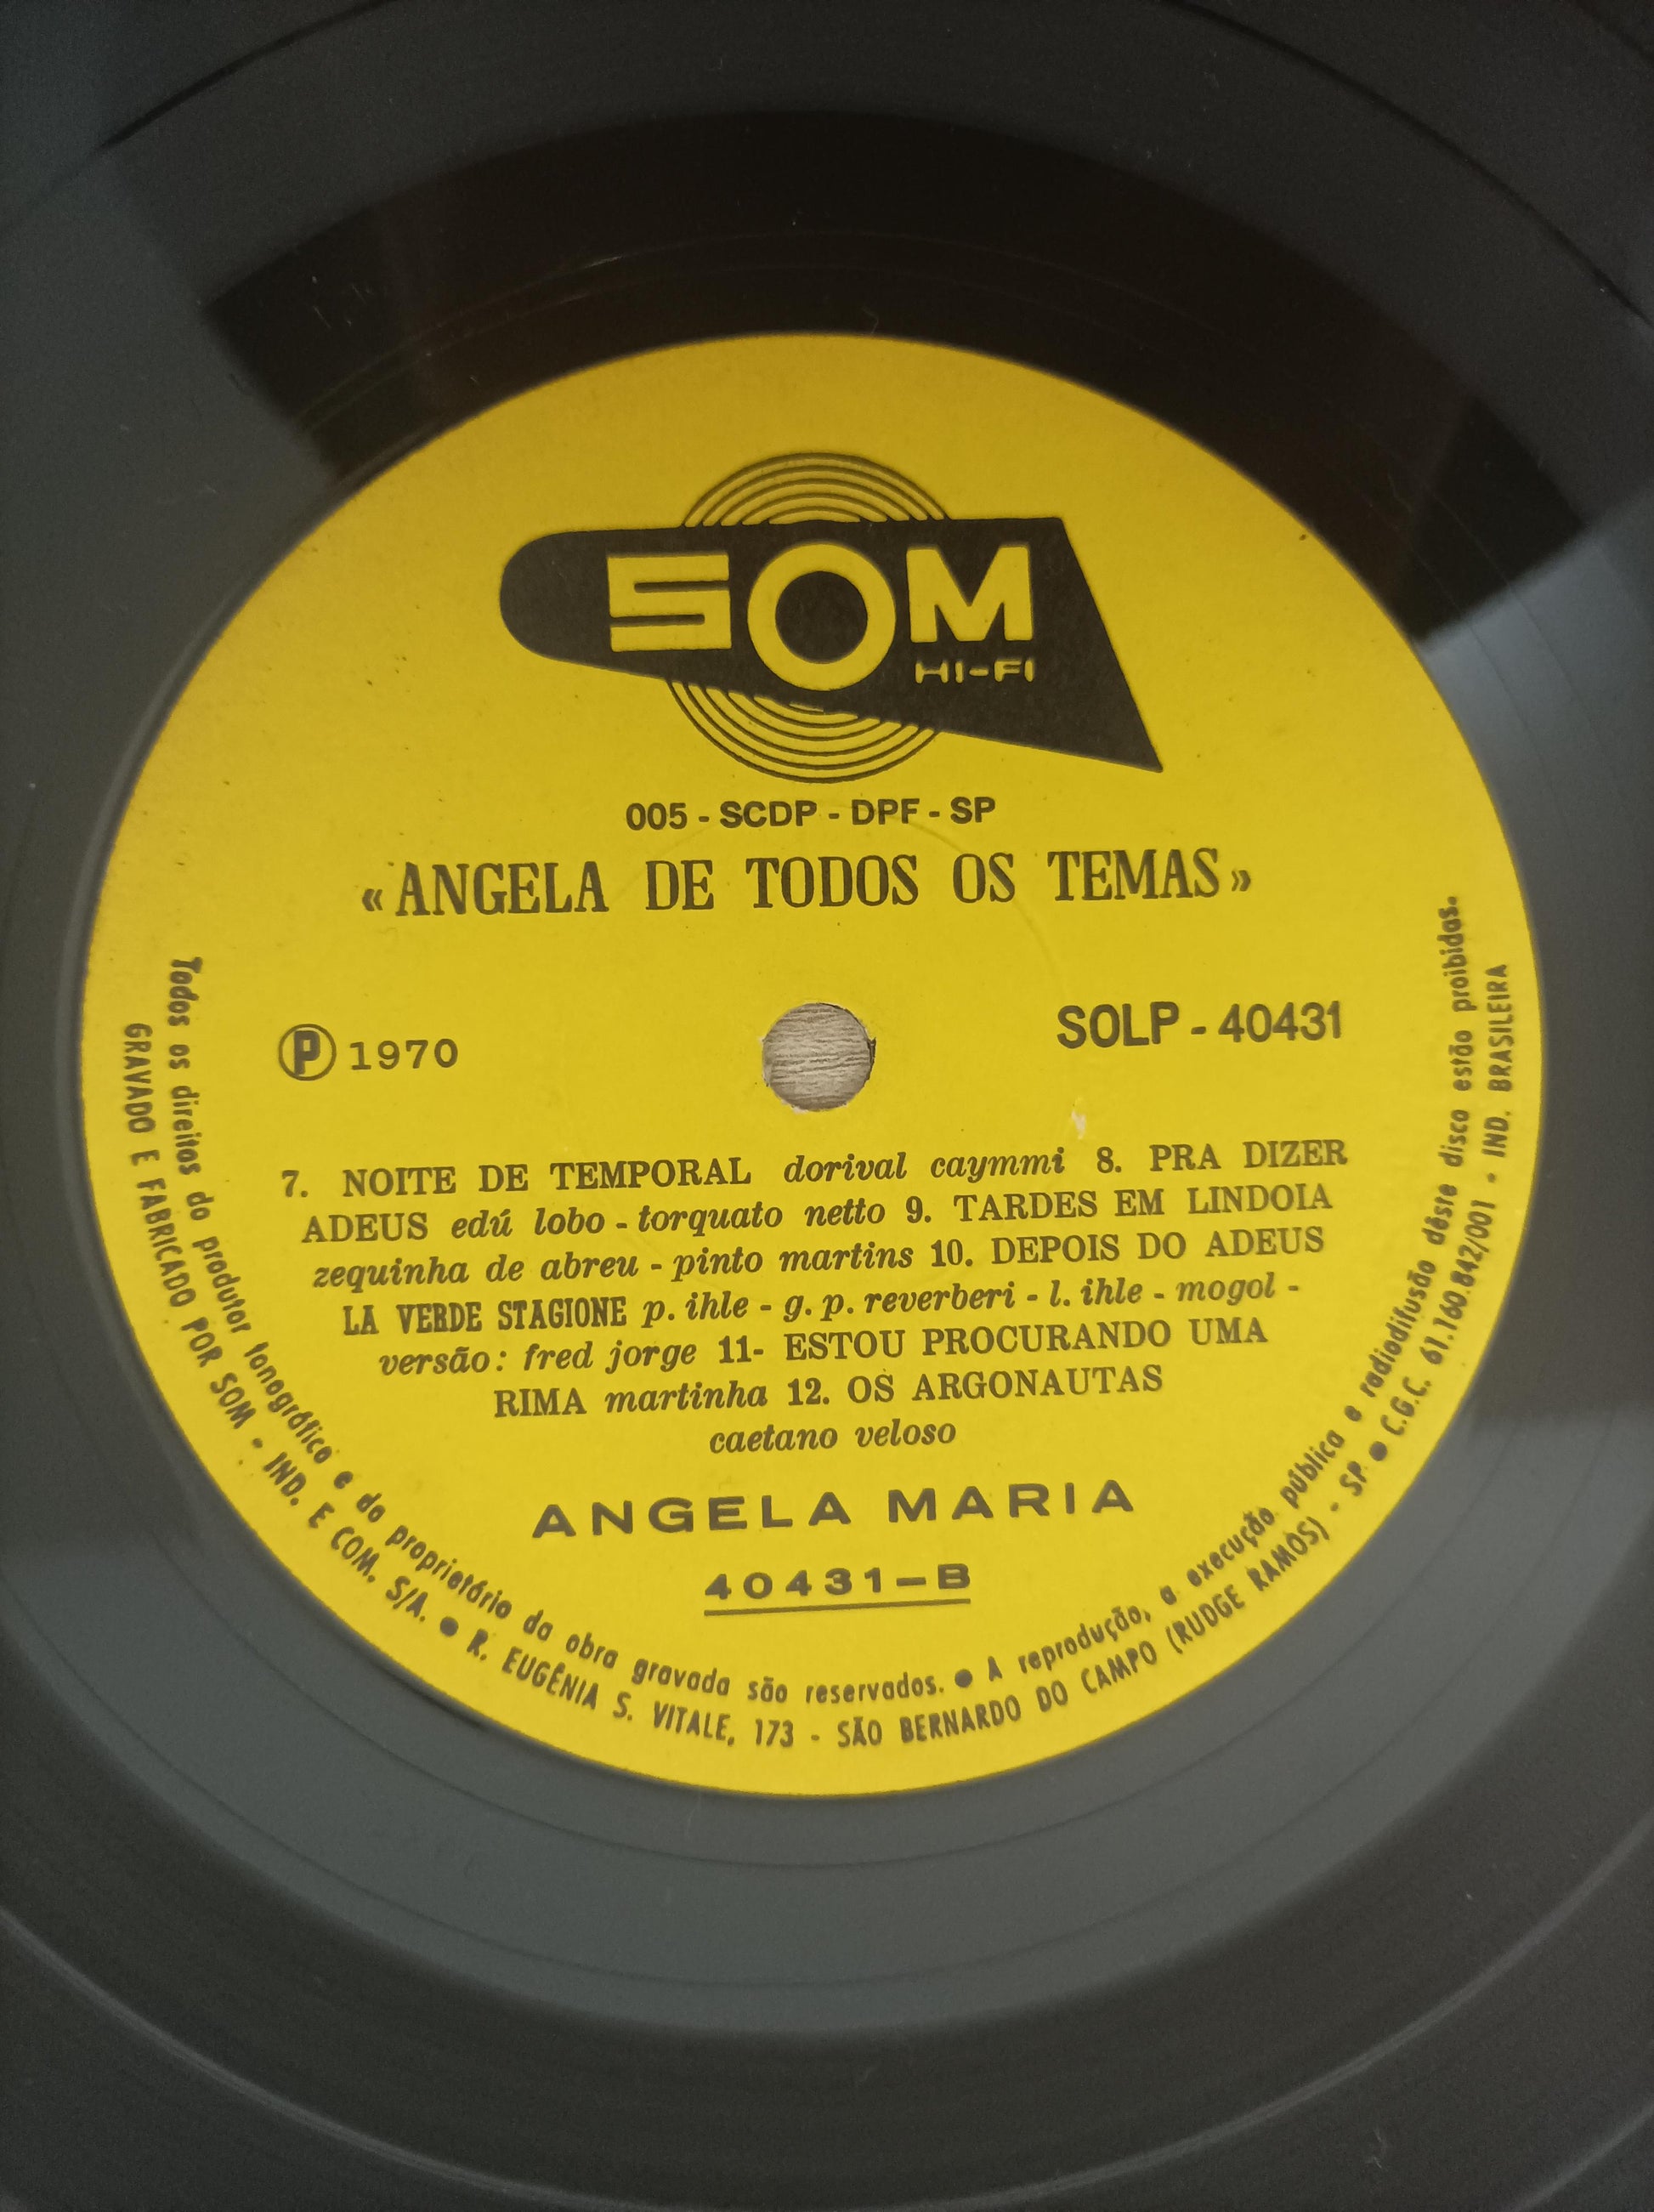 SOM
HI-FI
005 - SCDP - DPF - SP
«ANGELA DE TODOS OS TEMAS»
Ⓟ 1970
SOLP - 40431
7. NOITE DE TEMPORAL dorival caymmi 8. PRA DIZER
ADEUS edú lobo - torquato netto 9. TARDES EM LINDOIA
zequinha de abreu - pinto martins 10. DEPOIS DO ADEUS
LA VERDE STAGIONE p. ihle - g. p. reverberi - l. ihle - mogol -
versão: fred jorge 11- ESTOU PROCURANDO UMA
RIMA martinha 12. OS ARGONAUTAS
caetano veloso
ANGELA MARIA
40431-B
Todos os direitos do produtor fonográfico e do proprietário da obra gravada são reservados. ● A reprodução, a execução pública e radiodifusão dêste disco estão proibidas.
GRAVADO E FABRICADO POR SOM - IND. E COM. S/A. ● R. EUGÊNIA S. VITALE, 173 - SÃO BERNARDO DO CAMPO (RUDGE RAMOS) - SP. ● C.G.C. 61.160.842/001 - IND. BRASILEIRA